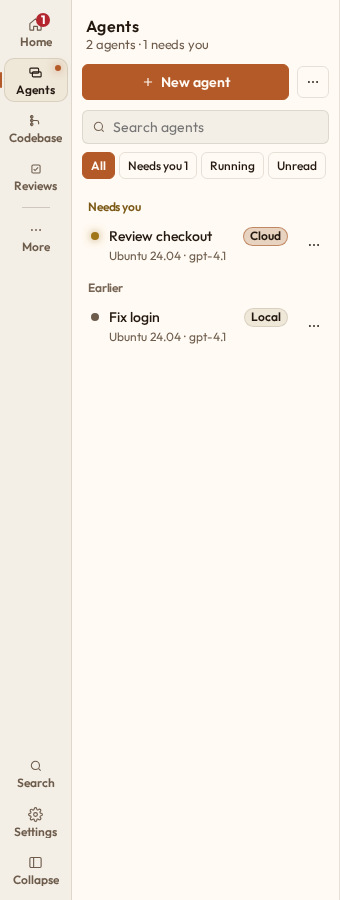 1
Home
Agents
Codebase
Reviews
More
Search
Settings
Collapse
Agents
2 agents · 1 needs you
+ New agent
Search agents
All
Needs you 1
Running
Unread
Needs you
Review checkout
Cloud
Ubuntu 24.04 · gpt-4.1
Earlier
Fix login
Local
Ubuntu 24.04 · gpt-4.1